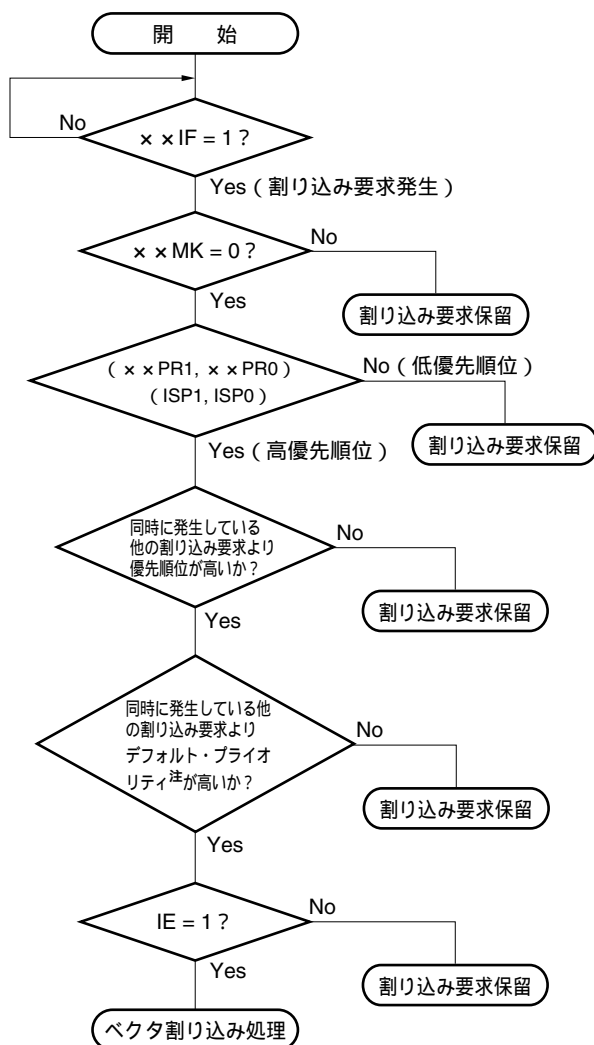 開　始
No
××IF = 1？
Yes（割り込み要求発生）
××MK = 0？
No
Yes
割り込み要求保留
（××PR1, ××PR0）
（ISP1, ISP0）
No（低優先順位）
Yes（高優先順位）
割り込み要求保留
同時に発生している
他の割り込み要求より
優先順位が高いか？
No
Yes
割り込み要求保留
同時に発生している他
の割り込み要求より
デフォルト・プライオ
リティ注が高いか？
No
Yes
割り込み要求保留
IE = 1？
No
Yes
割り込み要求保留
ベクタ割り込み処理